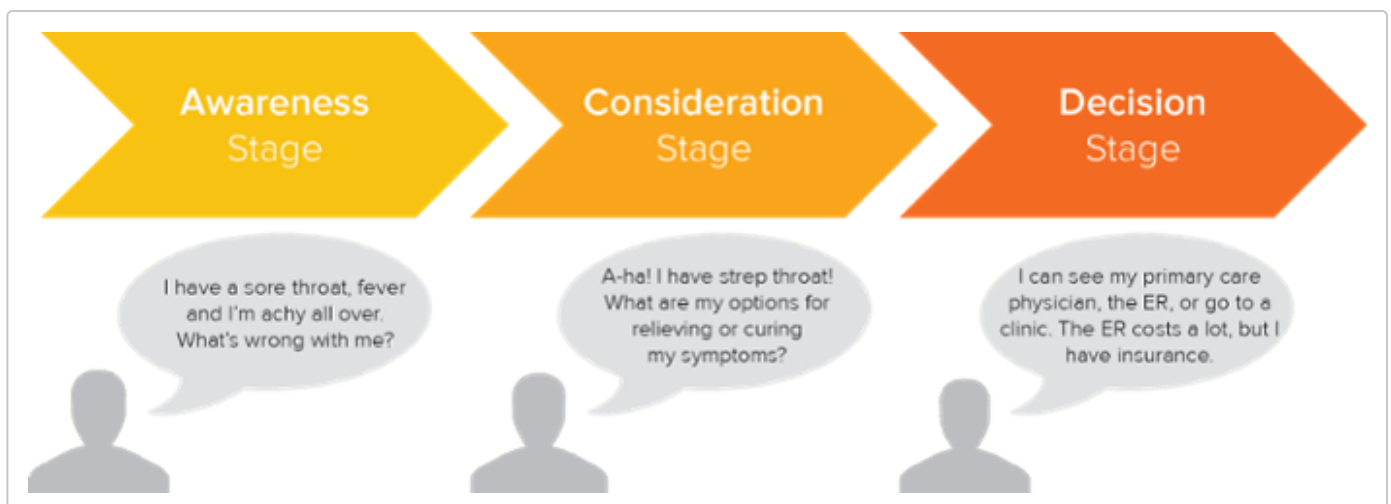 Awareness
Stage
Consideration
Stage
Decision
Stage
I have a sore throat, fever
and I'm achy all over.
What's wrong with me?
A-ha! I have strep throat!
What are my options for
relieving or curing
my symptoms?
I can see my primary care
physician, the ER, or go to a
clinic. The ER costs a lot, but I
have insurance.